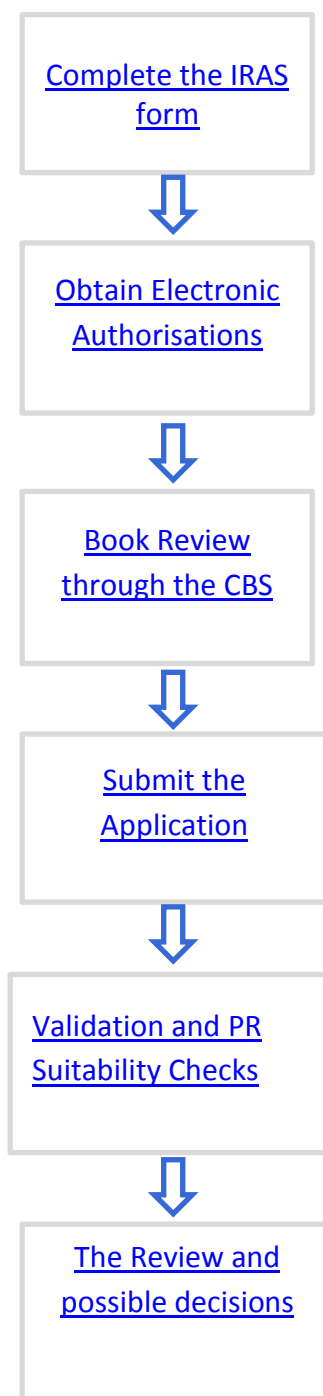 Complete the IRAS
form
Obtain Electronic
Authorisations
Book Review
through the CBS
Submit the
Application
Validation and PR
Suitability Checks
The Review and
possible decisions